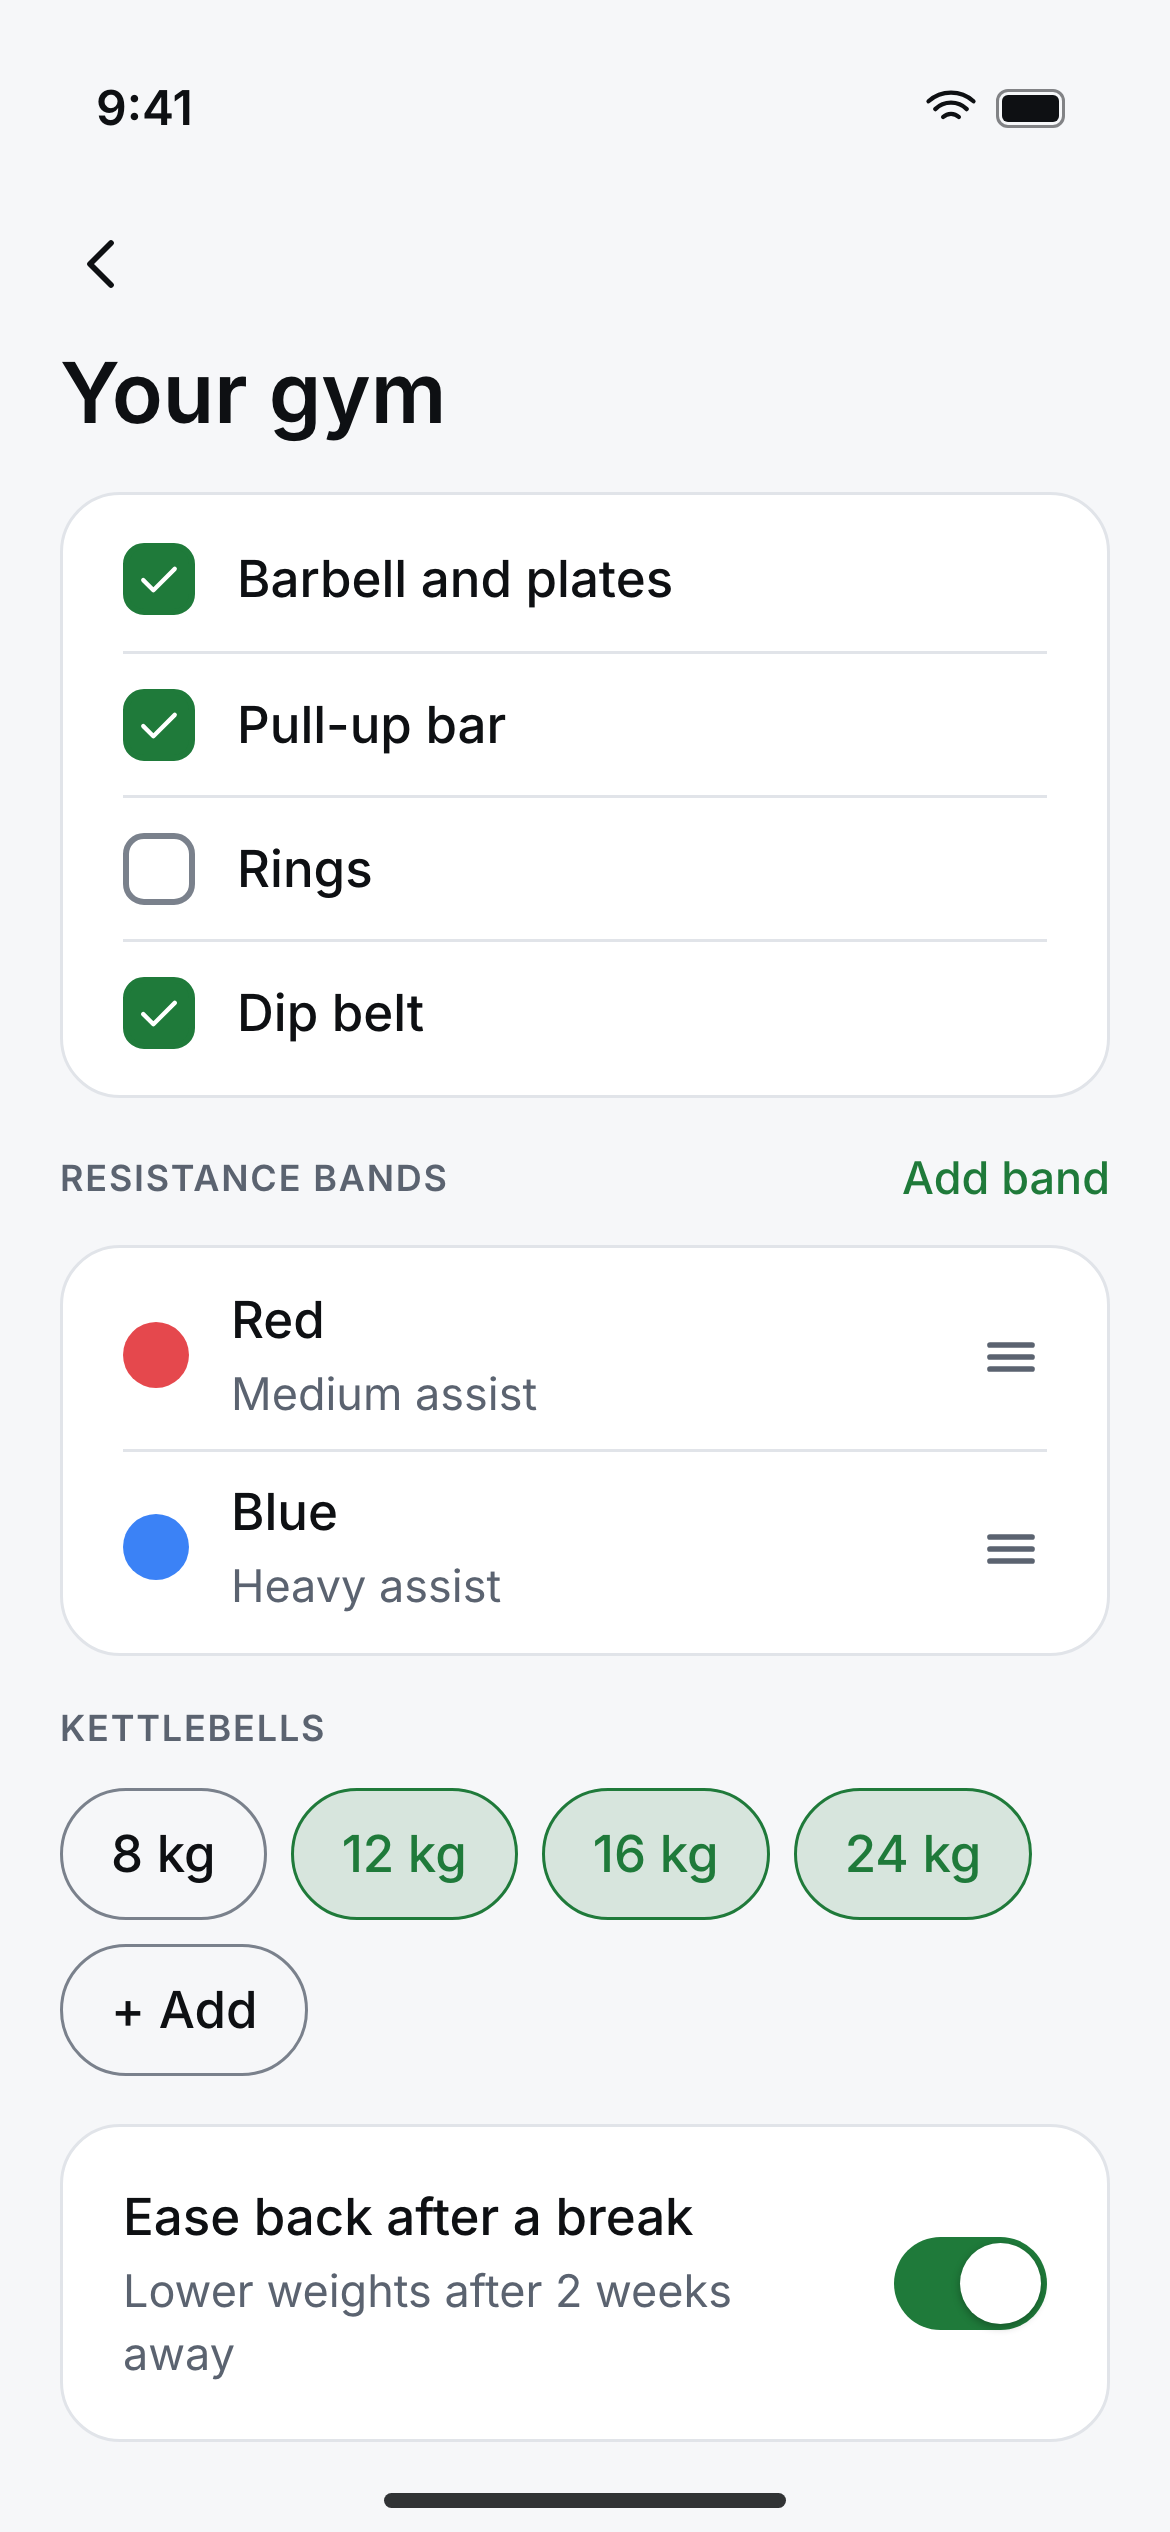 9:41
Your gym
Barbell and plates
Pull-up bar
Rings
Dip belt
RESISTANCE BANDS
Add band
Red
Medium assist
Blue
Heavy assist
KETTLEBELLS
8 kg
12 kg
16 kg
24 kg
+ Add
Ease back after a break
Lower weights after 2 weeks
away